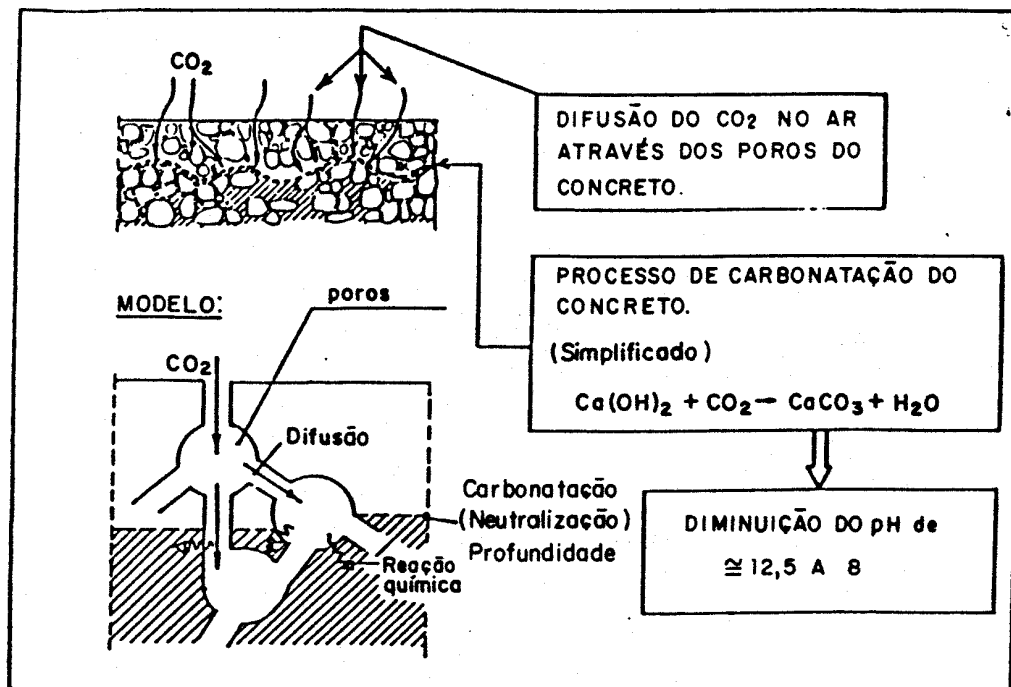 CO₂
DIFUSÃO DO CO₂ NO AR
ATRAVÉS DOS POROS DO
CONCRETO.
PROCESSO DE CARBONATAÇÃO DO
CONCRETO.
(Simplificado)
Ca(OH)₂ + CO₂→ CaCO₃ + H₂O
MODELO:
poros
CO₂
Difusão
Carbonatação
(Neutralização)
Profundidade
Reação
química
DIMINUIÇÃO DO pH de
≅ 12,5 A 8